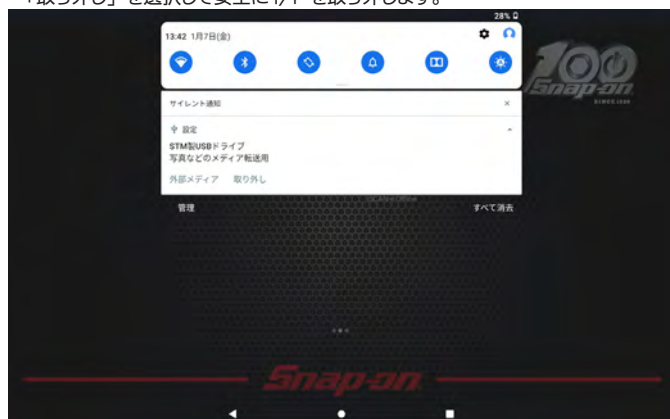 「取り外し」を選択して安全に I/F を取り外します。
28%
13:42 1月7日(金)
100
Snap-on
SINCE 1920
サイレント通知
設定
STM製USBドライブ
写真などのメディア転送用
外部メディア 取り外し
管理 すべて消去
Snap-on